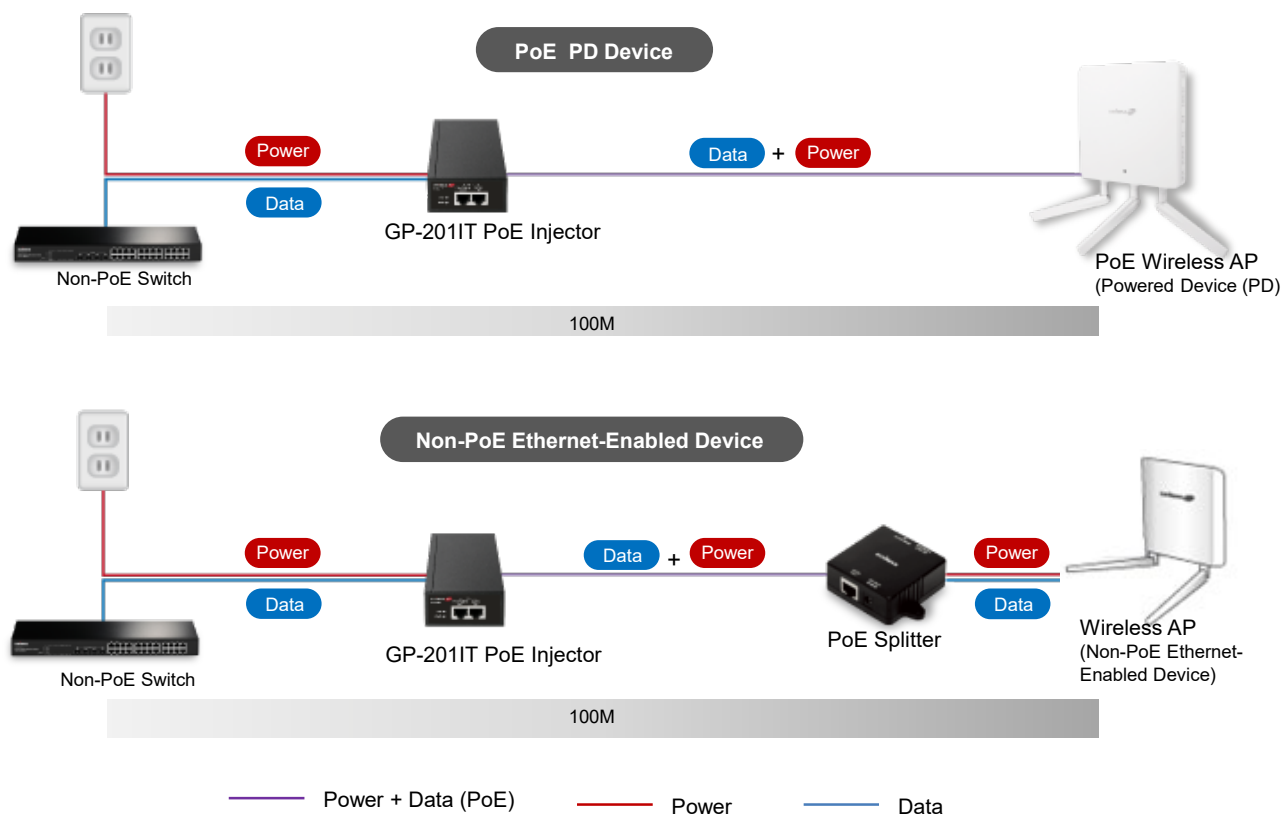 PoE PD Device
Power
Data
Data + Power
GP-201IT PoE Injector
Non-PoE Switch
PoE Wireless AP
(Powered Device (PD)
100M
Non-PoE Ethernet-Enabled Device
Power
Data
Data + Power
Power
Data
GP-201IT PoE Injector
PoE Splitter
Non-PoE Switch
Wireless AP
(Non-PoE Ethernet-
Enabled Device)
100M
Power + Data (PoE)
Power
Data